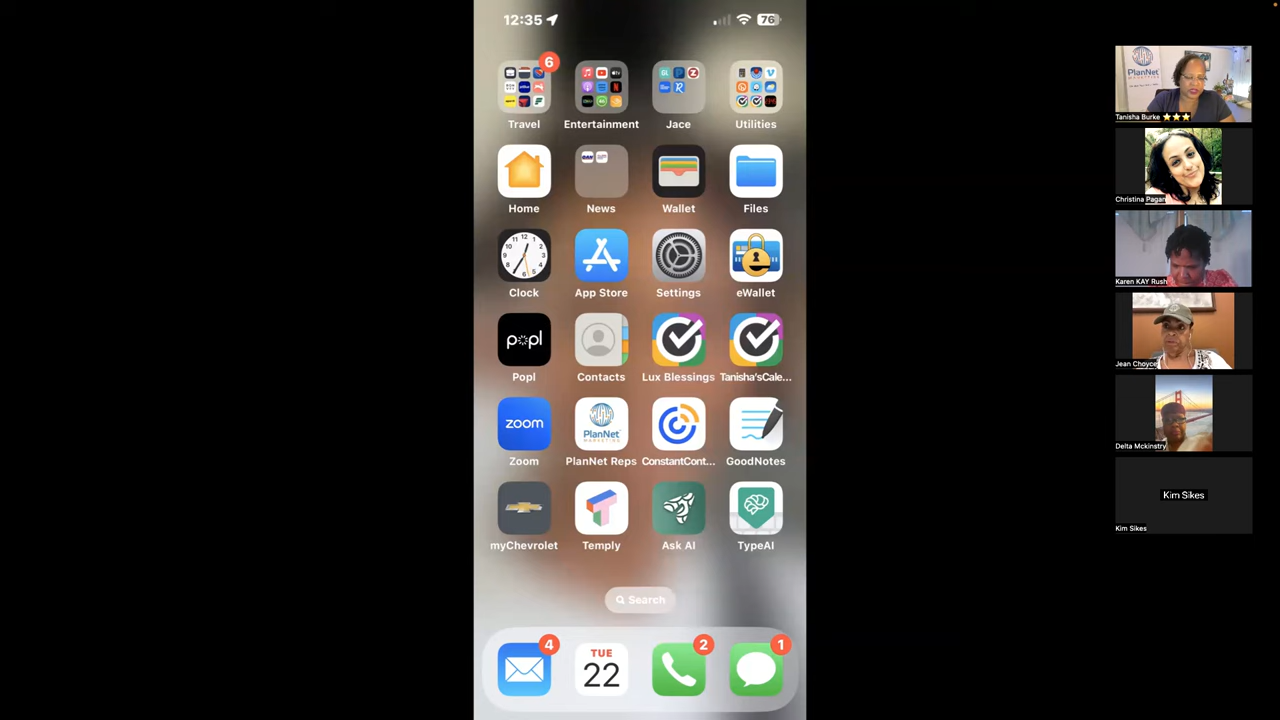 12:35
76
6
Travel
Entertainment
Jace
Utilities
Home
News
Wallet
Files
Clock
App Store
Settings
eWallet
popl
Popl
Contacts
Lux Blessings
Tanisha'sCale...
zoom
Zoom
PlanNet
MARKETING
PlanNet Reps
ConstantCont...
GoodNotes
myChevrolet
Temply
Ask AI
TypeAI
Search
4
TUE
22
2
1
PlanNet
MARKETING
Tanisha Burke
Christina Pagan
Karen KAY Rush
Jean Choyce
Delta Mckinstry
Kim Sikes
Kim Sikes